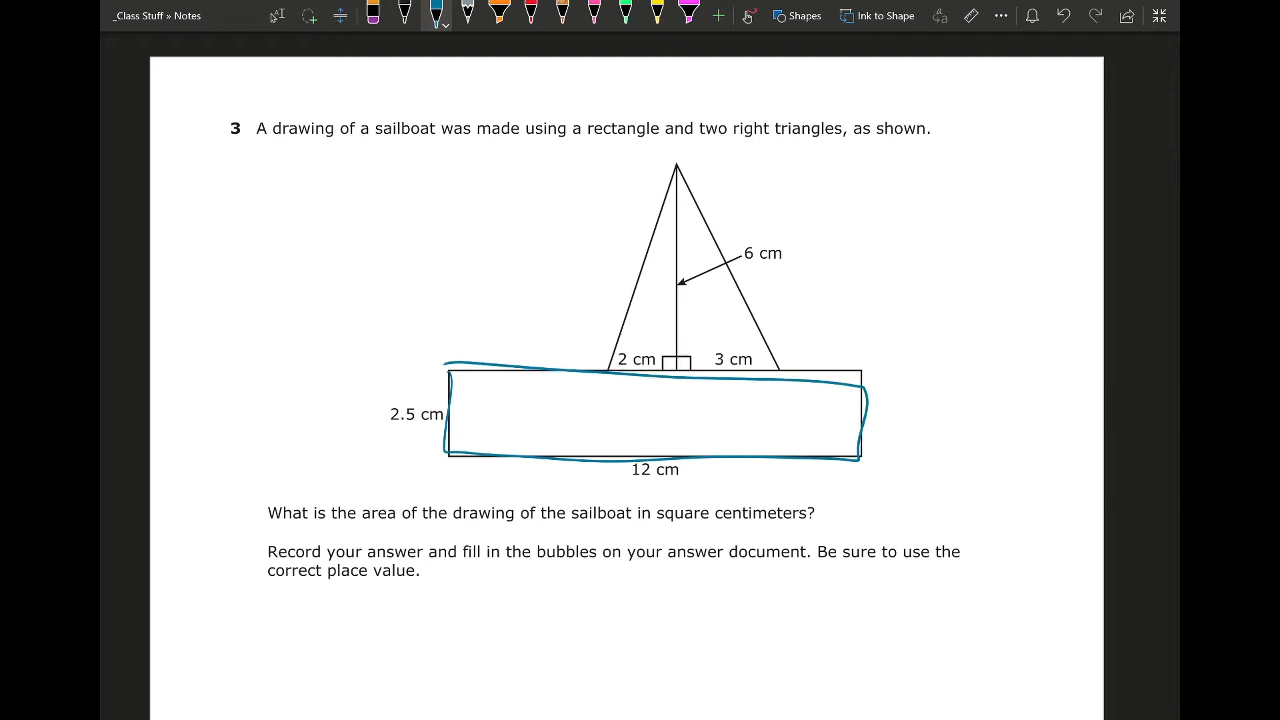 _Class Stuff » Notes
Shapes
Ink to Shape
3 A drawing of a sailboat was made using a rectangle and two right triangles, as shown.
6 cm
2 cm
3 cm
2.5 cm
12 cm
What is the area of the drawing of the sailboat in square centimeters?
Record your answer and fill in the bubbles on your answer document. Be sure to use the
correct place value.